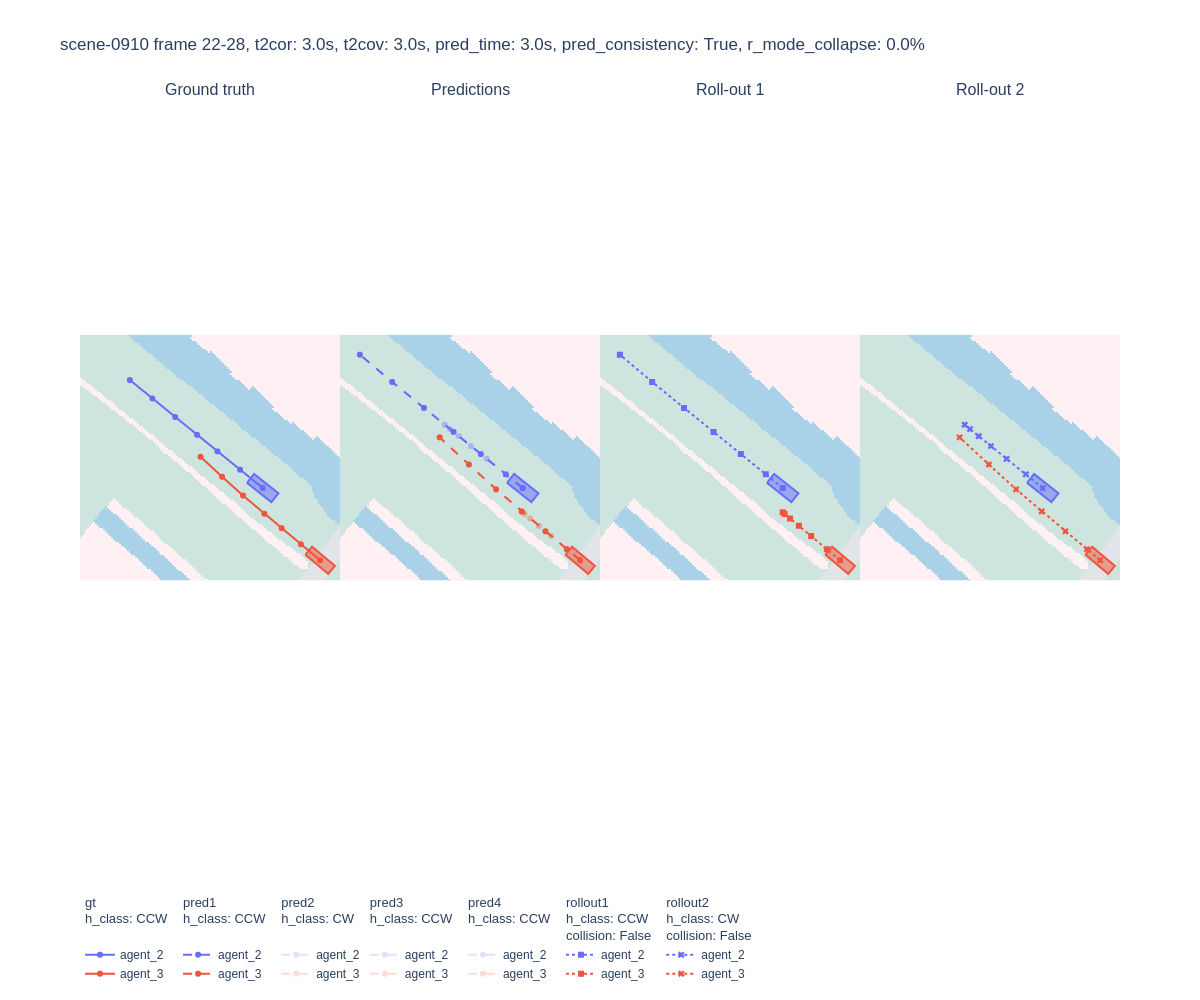 scene-0910 frame 22-28, t2cor: 3.0s, t2cov: 3.0s, pred_time: 3.0s, pred_consistency: True, r_mode_collapse: 0.0%
Ground truth
Predictions
Roll-out 1
Roll-out 2
gt
h_class: CCW
agent_2
agent_3
pred1
h_class: CCW
agent_2
agent_3
pred2
h_class: CW
agent_2
agent_3
pred3
h_class: CCW
agent_2
agent_3
pred4
h_class: CCW
agent_2
agent_3
rollout1
h_class: CCW
collision: False
agent_2
agent_3
rollout2
h_class: CW
collision: False
agent_2
agent_3